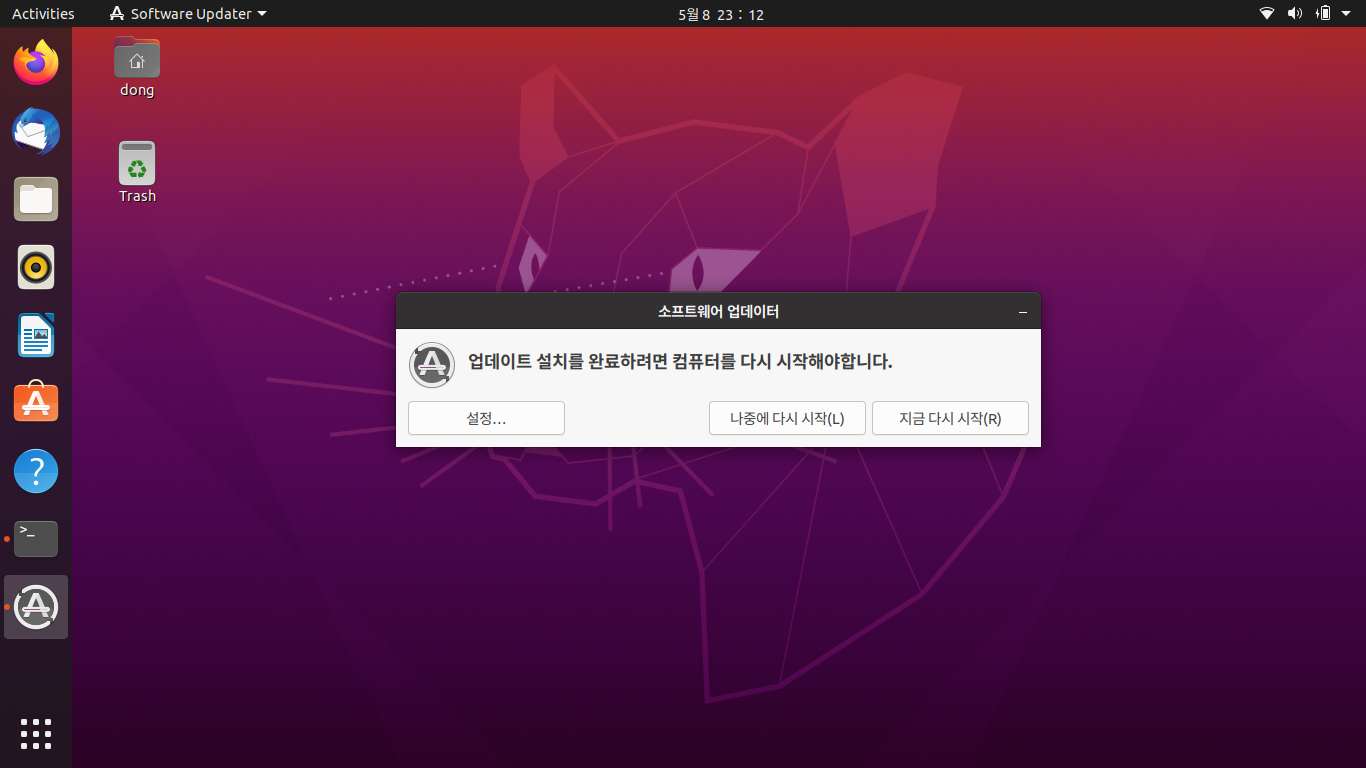 Activities
Software Updater
5월 8 23 : 12
dong
Trash
소프트웨어 업데이터
업데이트 설치를 완료하려면 컴퓨터를 다시 시작해야합니다.
설정...
나중에 다시 시작(L)
지금 다시 시작(R)